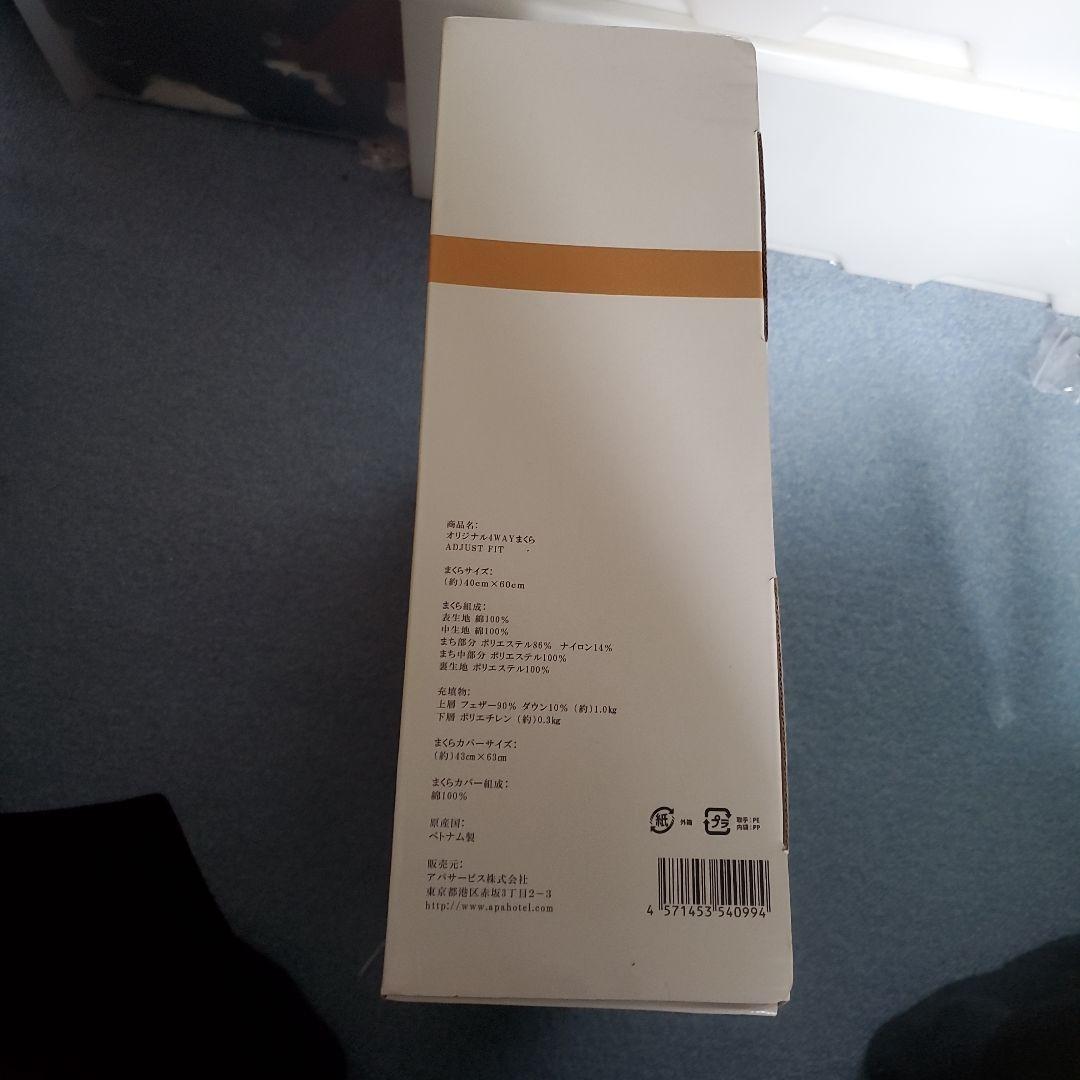 商品名:
オリジナル4WAYまくら
ADJUST FIT
まくらサイズ:
(約)40cm×60cm
まくら組成:
表生地 綿100%
中生地 綿100%
まち部分 ポリエステル86% ナイロン14%
まち中部分 ポリエステル100%
裏生地 ポリエステル100%
充填物:
上層 フェザー90% ダウン10% (約)1.0kg
下層 ポリエチレン (約)0.3kg
まくらカバーサイズ:
(約)43cm×63cm
まくらカバー組成:
綿100%
原産国:
ベトナム製
販売元:
アパサービス株式会社
東京都港区赤坂3丁目2-3
http://www.apahotel.com
紙 外箱
プラ 取手:PE
内袋:PP
4 571453 540994